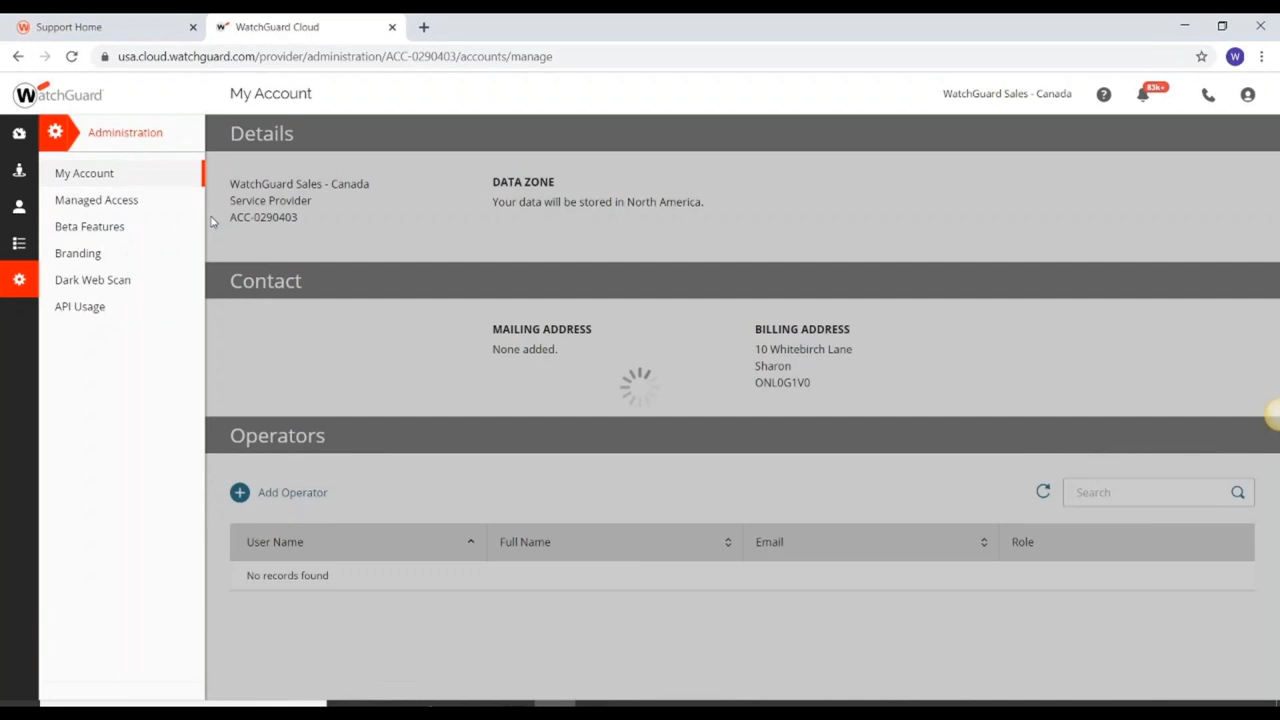 Support Home
WatchGuard Cloud
usa.cloud.watchguard.com/provider/administration/ACC-0290403/accounts/manage
W
WatchGuard
My Account
WatchGuard Sales - Canada
83k+
Administration
My Account
Managed Access
Beta Features
Branding
Dark Web Scan
API Usage
Details
WatchGuard Sales - Canada
Service Provider
ACC-0290403
DATA ZONE
Your data will be stored in North America.
Contact
MAILING ADDRESS
None added.
BILLING ADDRESS
10 Whitebirch Lane
Sharon
ONL0G1V0
Operators
Add Operator
Search
User Name
Full Name
Email
Role
No records found